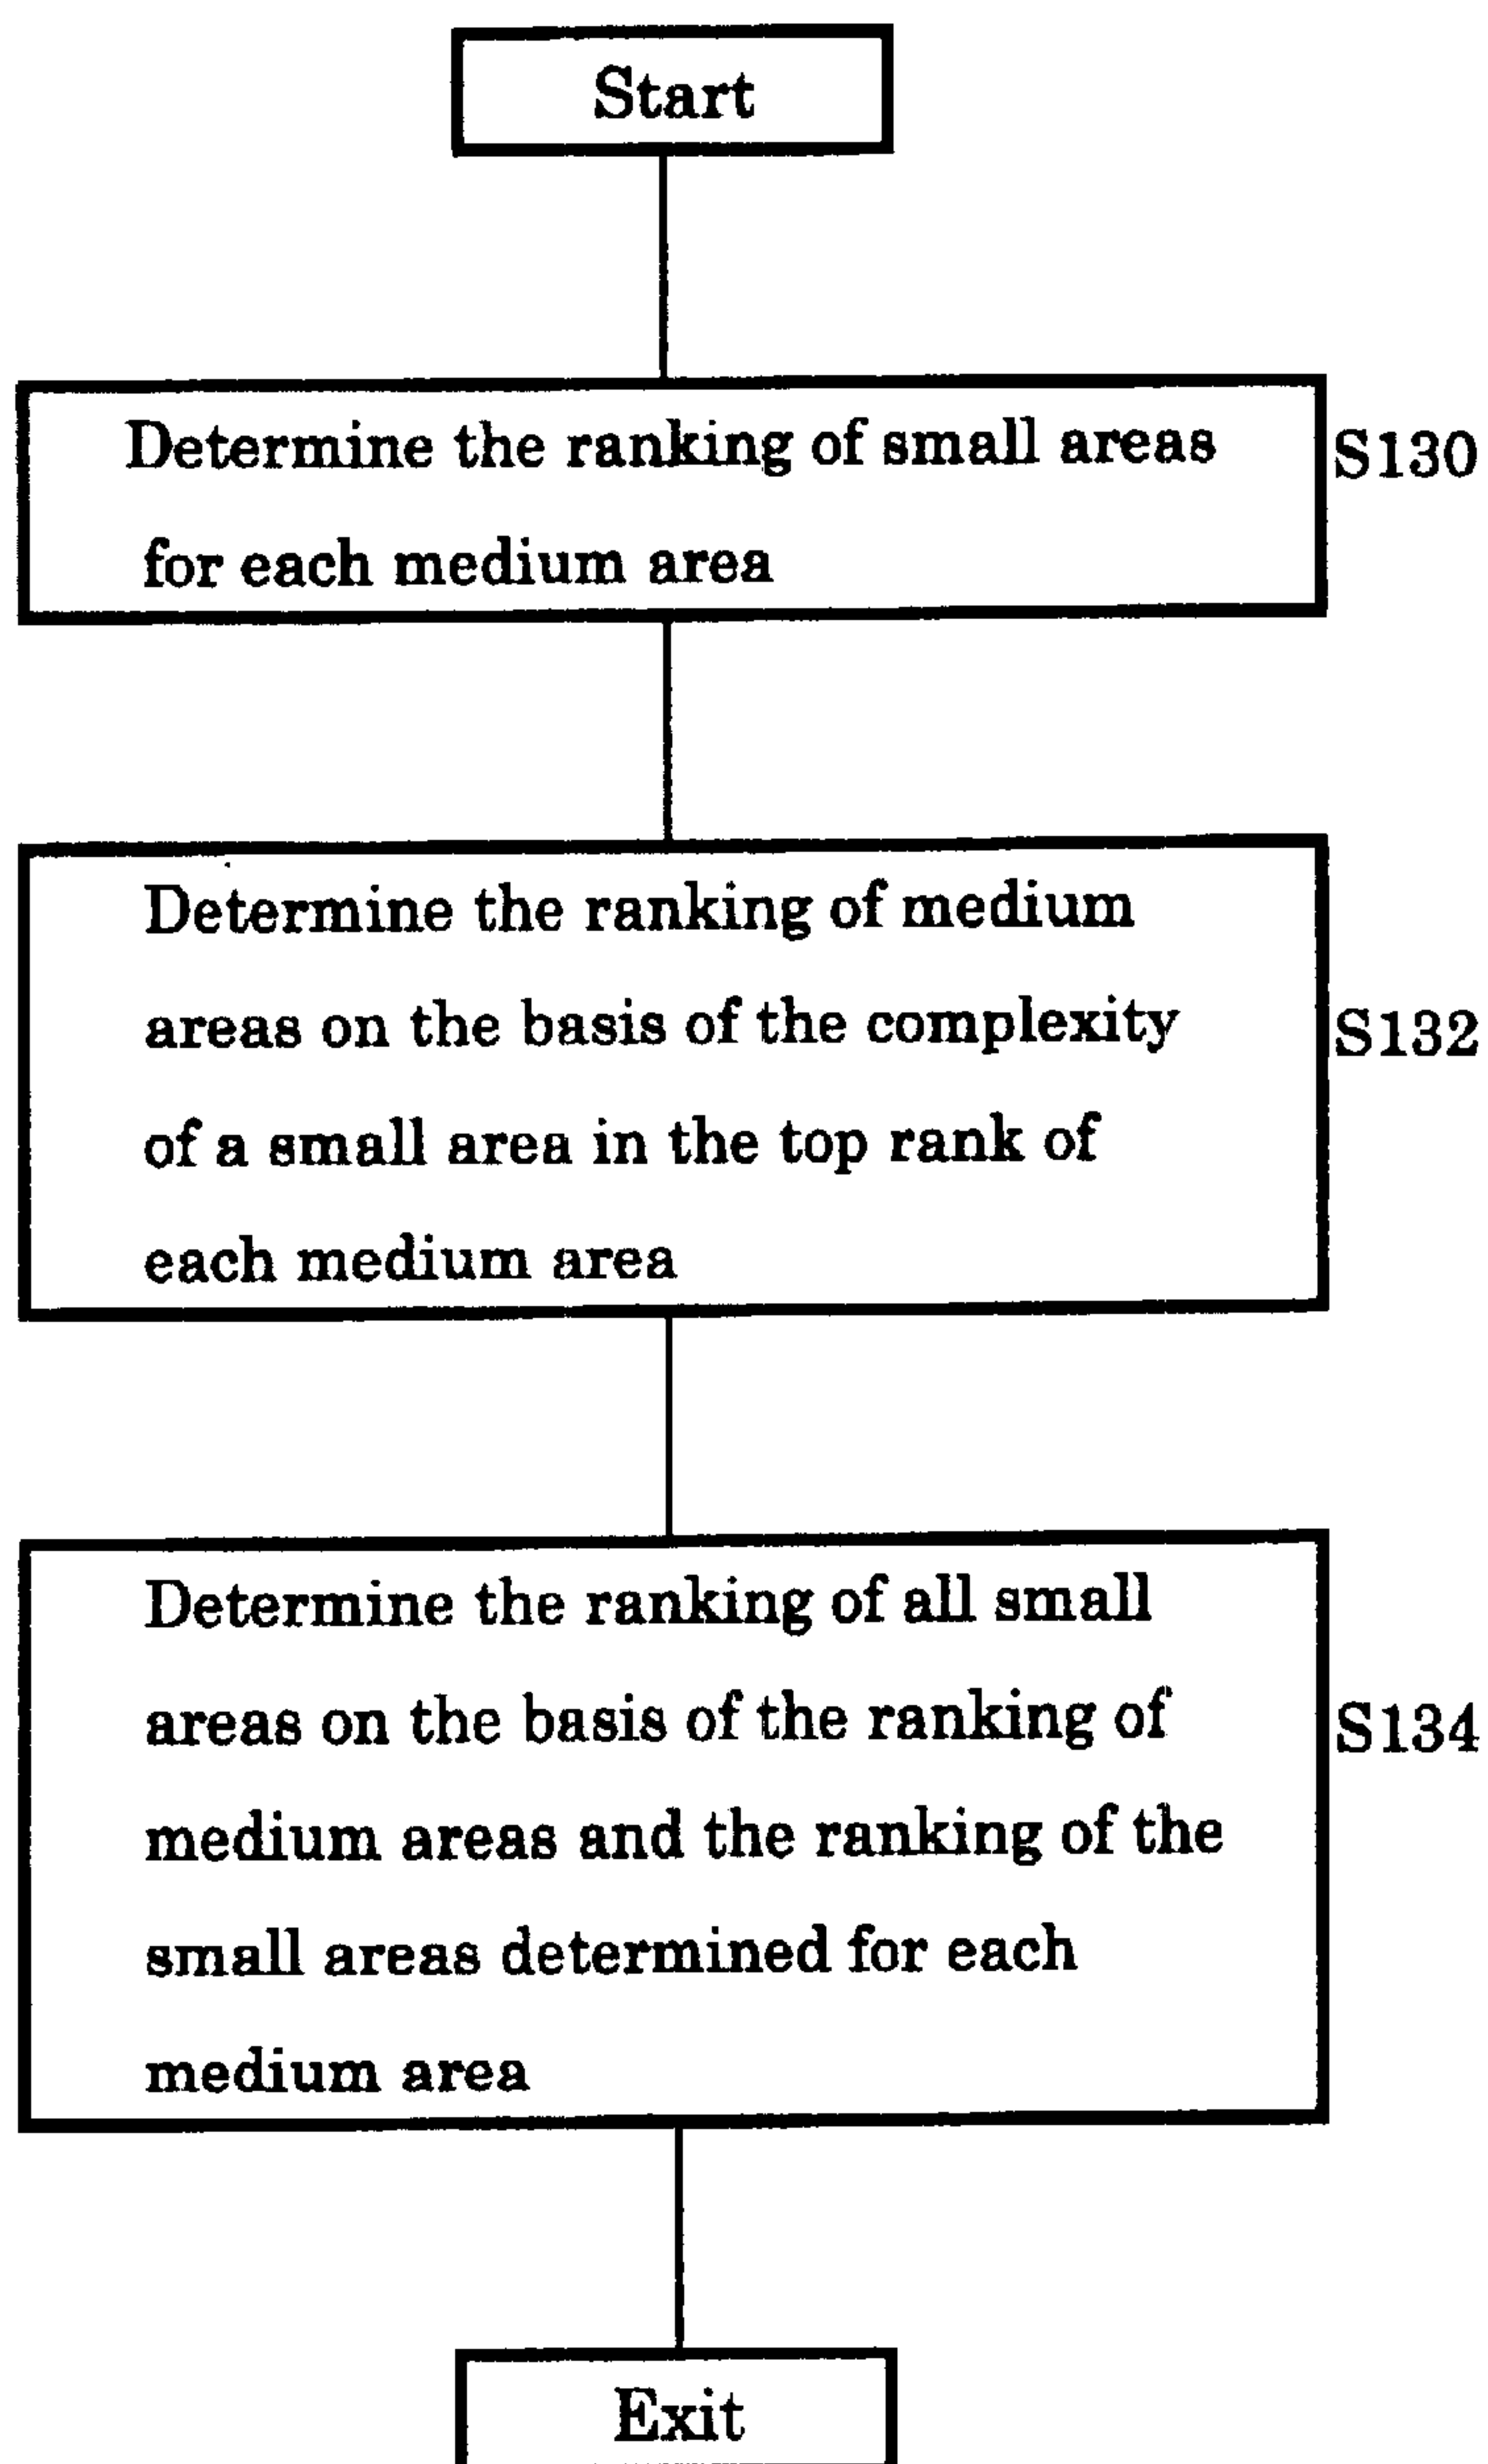 Start
Determine the ranking of small areas
for each medium area
S130
Determine the ranking of medium
areas on the basis of the complexity
of a small area in the top rank of
each medium area
S132
Determine the ranking of all small
areas on the basis of the ranking of
medium areas and the ranking of the
small areas determined for each
medium area
S134
Exit